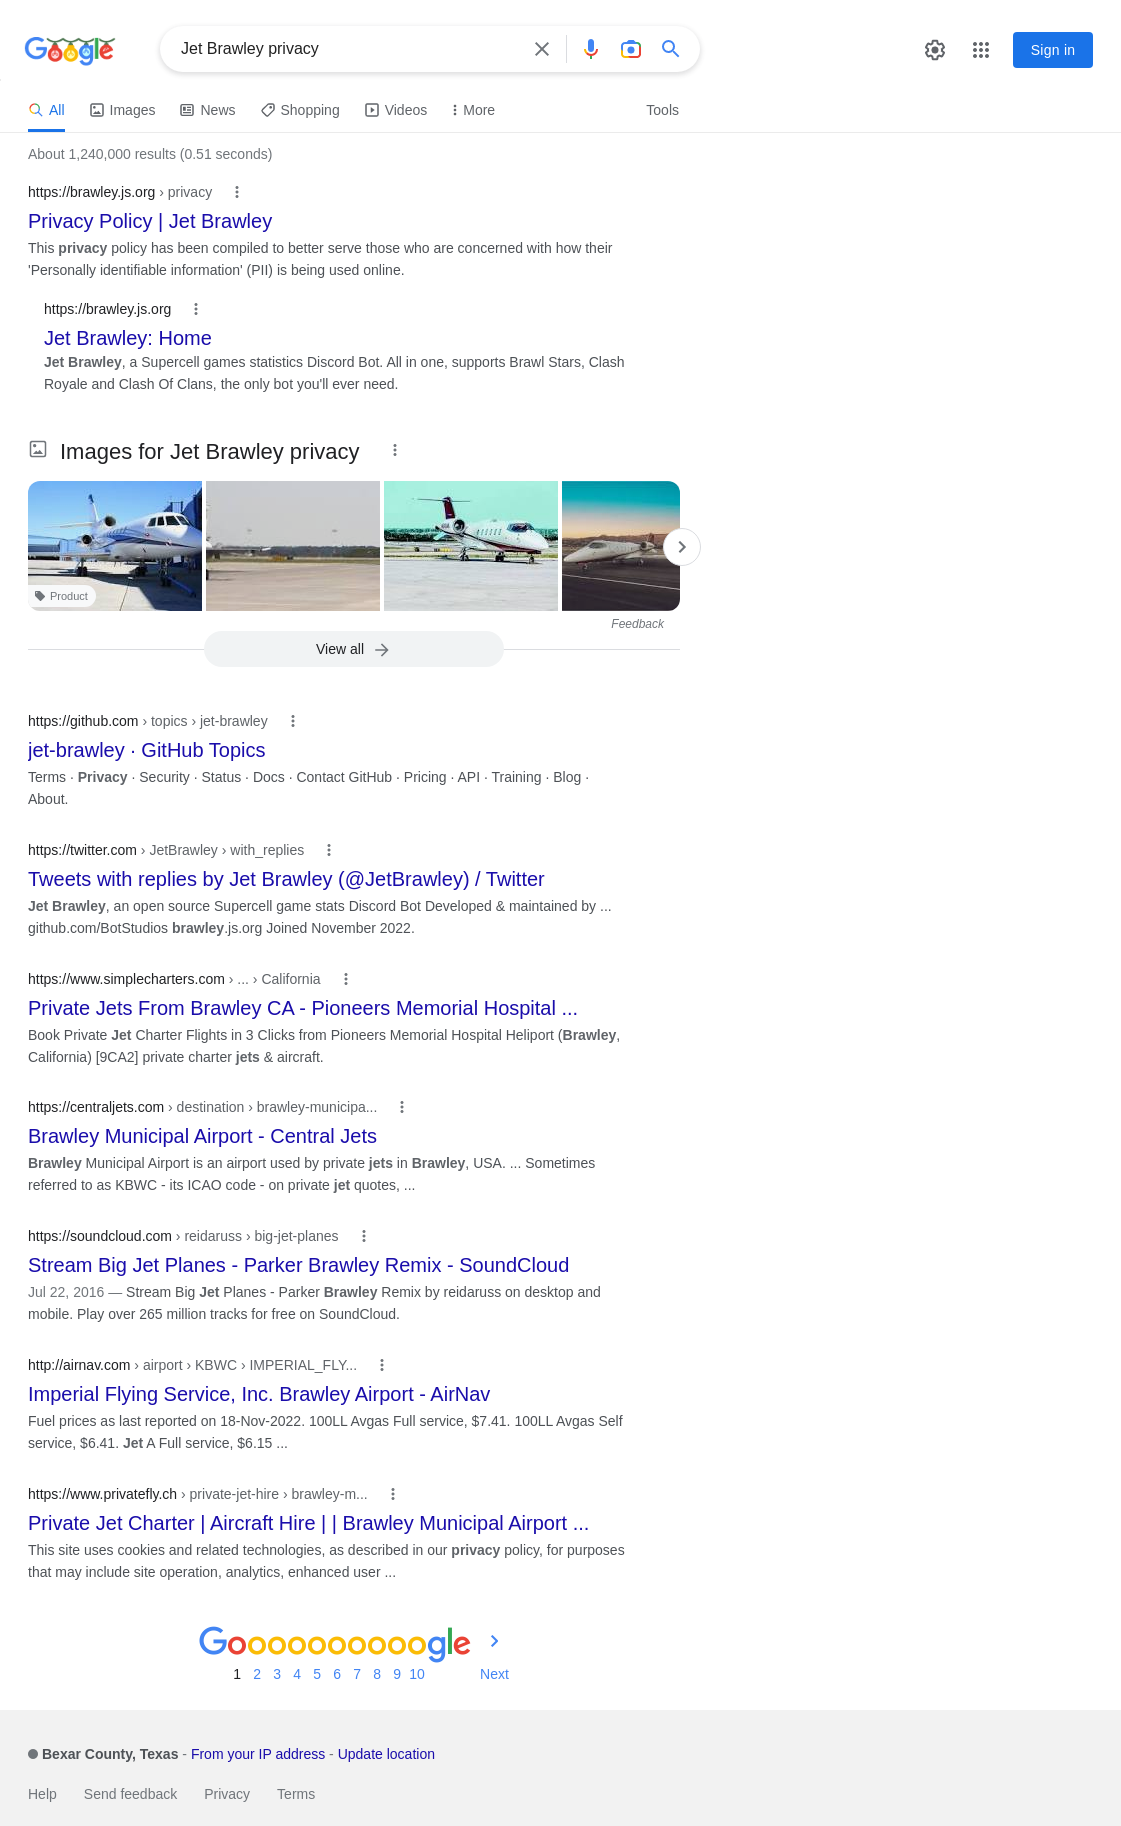 Google
Jet Brawley privacy
Sign in
All Images News Shopping Videos More Tools
About 1,240,000 results (0.51 seconds)
https://brawley.js.org › privacy
Privacy Policy | Jet Brawley
This privacy policy has been compiled to better serve those who are concerned with how their
'Personally identifiable information' (PII) is being used online.
https://brawley.js.org
Jet Brawley: Home
Jet Brawley, a Supercell games statistics Discord Bot. All in one, supports Brawl Stars, Clash
Royale and Clash Of Clans, the only bot you'll ever need.
Images for Jet Brawley privacy
Product
Feedback
View all
https://github.com › topics › jet-brawley
jet-brawley · GitHub Topics
Terms · Privacy · Security · Status · Docs · Contact GitHub · Pricing · API · Training · Blog ·
About.
https://twitter.com › JetBrawley › with_replies
Tweets with replies by Jet Brawley (@JetBrawley) / Twitter
Jet Brawley, an open source Supercell game stats Discord Bot Developed & maintained by ...
github.com/BotStudios brawley.js.org Joined November 2022.
https://www.simplecharters.com › ... › California
Private Jets From Brawley CA - Pioneers Memorial Hospital ...
Book Private Jet Charter Flights in 3 Clicks from Pioneers Memorial Hospital Heliport (Brawley,
California) [9CA2] private charter jets & aircraft.
https://centraljets.com › destination › brawley-municipa...
Brawley Municipal Airport - Central Jets
Brawley Municipal Airport is an airport used by private jets in Brawley, USA. ... Sometimes
referred to as KBWC - its ICAO code - on private jet quotes, ...
https://soundcloud.com › reidaruss › big-jet-planes
Stream Big Jet Planes - Parker Brawley Remix - SoundCloud
Jul 22, 2016 — Stream Big Jet Planes - Parker Brawley Remix by reidaruss on desktop and
mobile. Play over 265 million tracks for free on SoundCloud.
http://airnav.com › airport › KBWC › IMPERIAL_FLY...
Imperial Flying Service, Inc. Brawley Airport - AirNav
Fuel prices as last reported on 18-Nov-2022. 100LL Avgas Full service, $7.41. 100LL Avgas Self
service, $6.41. Jet A Full service, $6.15 ...
https://www.privatefly.ch › private-jet-hire › brawley-m...
Private Jet Charter | Aircraft Hire | | Brawley Municipal Airport ...
This site uses cookies and related technologies, as described in our privacy policy, for purposes
that may include site operation, analytics, enhanced user ...
Goooooooooogle
1 2 3 4 5 6 7 8 9 10 Next
Bexar County, Texas - From your IP address - Update location
Help Send feedback Privacy Terms